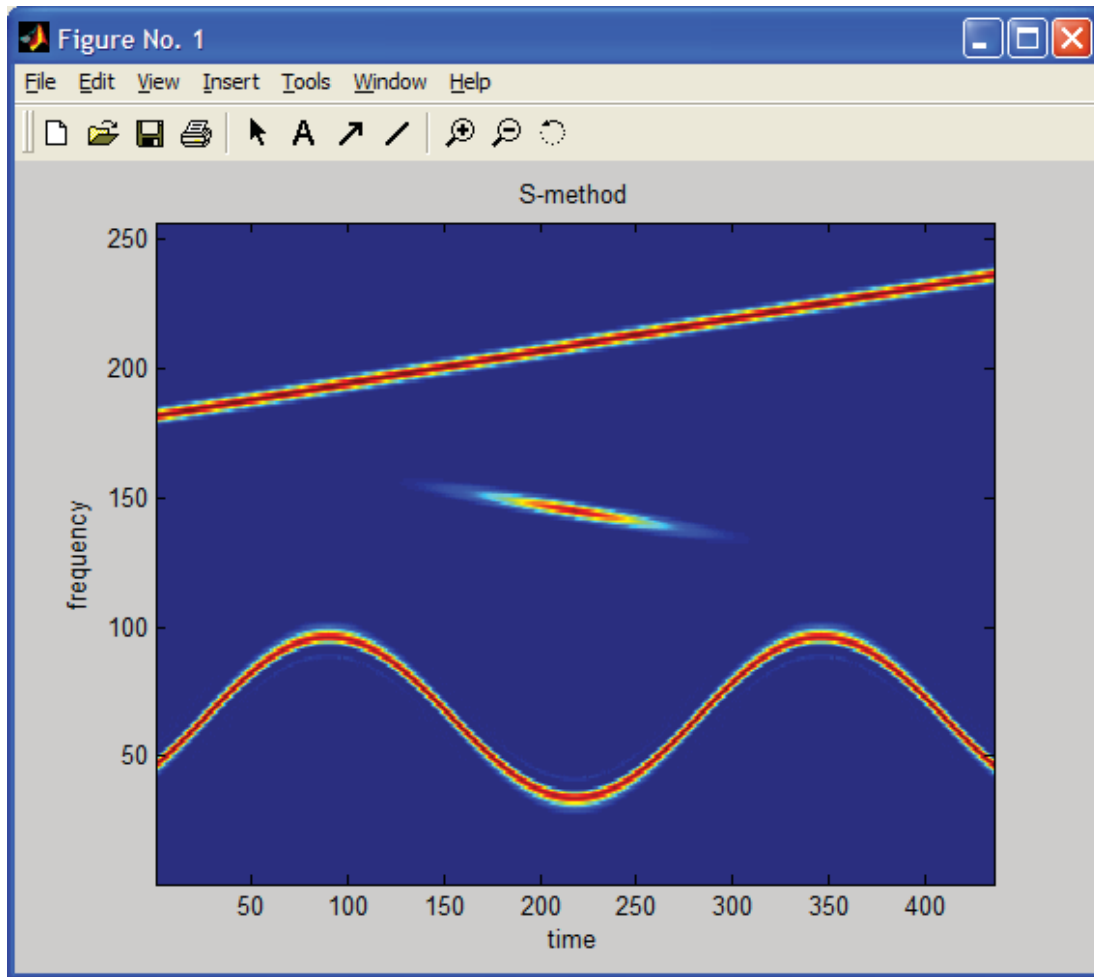 Figure No. 1
File Edit View Insert Tools Window Help
A
S-method
250
200
150
100
50
frequency
50 100 150 200 250 300 350 400
time